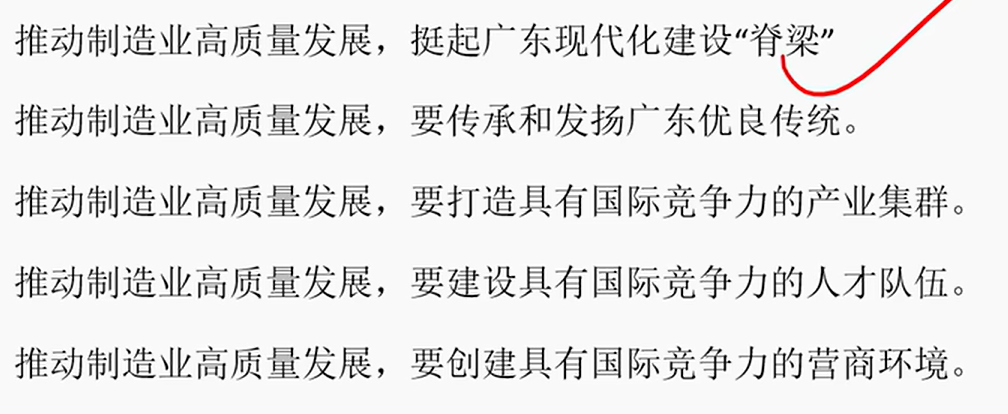 推动制造业高质量发展，挺起广东现代化建设“脊梁”
推动制造业高质量发展，要传承和发扬广东优良传统。
推动制造业高质量发展，要打造具有国际竞争力的产业集群。
推动制造业高质量发展，要建设具有国际竞争力的人才队伍。
推动制造业高质量发展，要创建具有国际竞争力的营商环境。